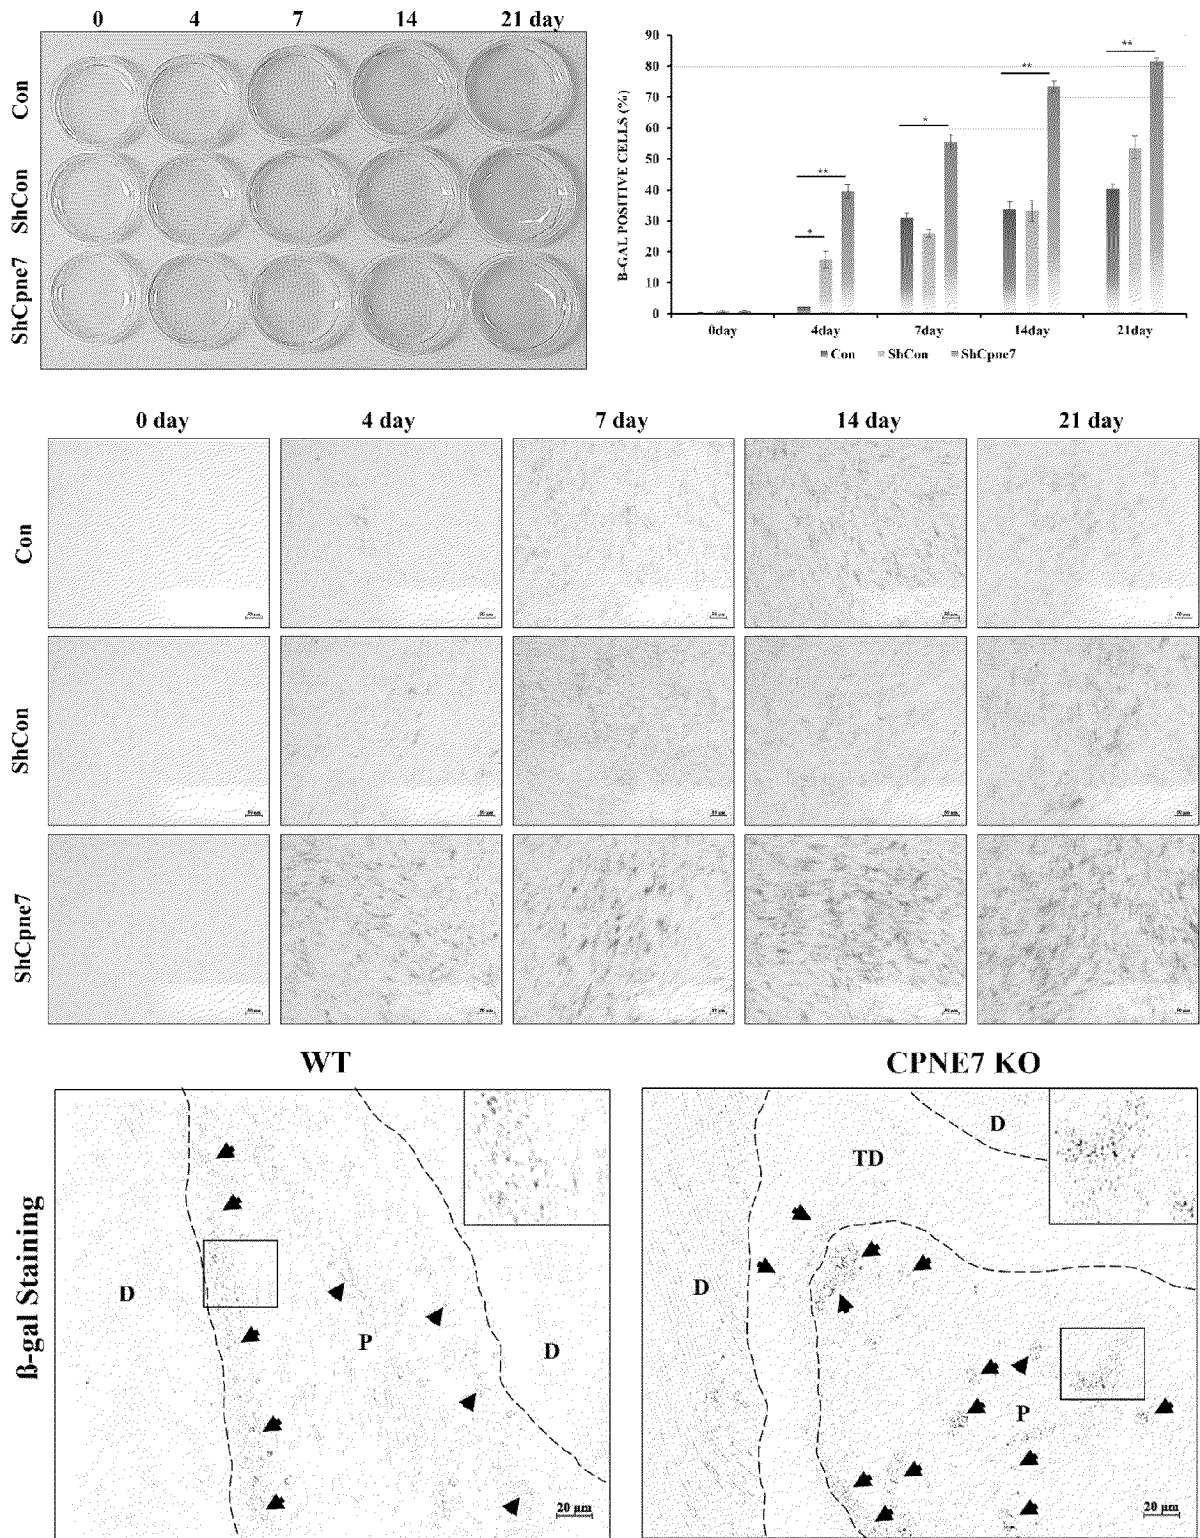 0 4 7 14 21 day
Con
ShCon
ShCpne7
B-GAL POSITIVE CELLS (%)
90
80
70
60
50
40
30
20
10
0
** 
*
**
*
**
0day 4day 7day 14day 21day
Con ShCon ShCpne7
0 day 4 day 7 day 14 day 21 day
Con
ShCon
ShCpne7
WT
CPNE7 KO
ß-gal Staining
D
P
D
20 µm
D
TD
D
P
20 µm